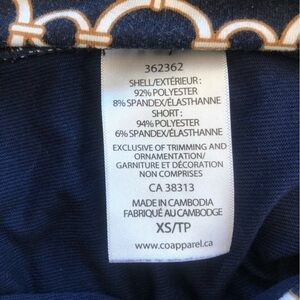 362362
SHELL/EXTÉRIEUR:
92% POLYESTER
8% SPANDEX/ÉLASTHANNE
SHORT:
94% POLYESTER
6% SPANDEX/ÉLASTHANNE
EXCLUSIVE OF TRIMMING AND
ORNAMENTATION/
GARNITURE ET DÉCORATION
NON COMPRISES
CA 38313
MADE IN CAMBODIA
FABRIQUÉ AU CAMBODGE
XS/TP
www.coapparel.ca